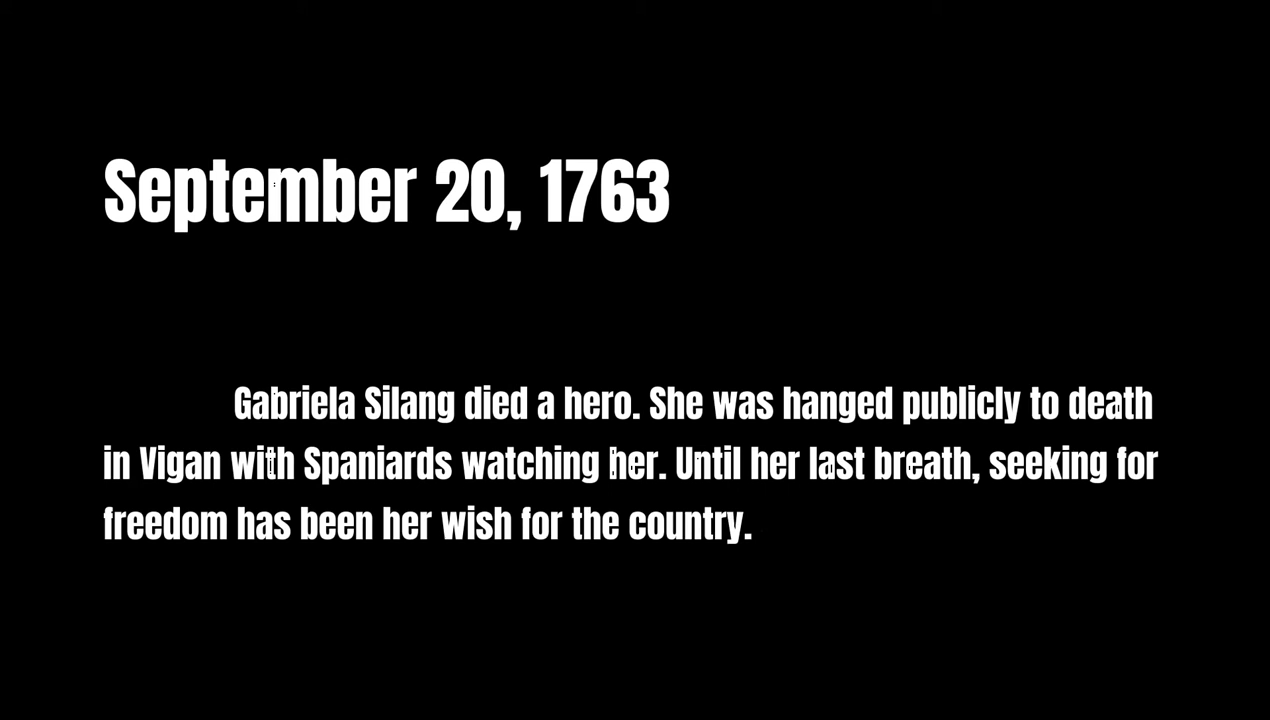 September 20, 1763
Gabriela Silang died a hero. She was hanged publicly to death
in Vigan with Spaniards watching her. Until her last breath, seeking for
freedom has been her wish for the country.